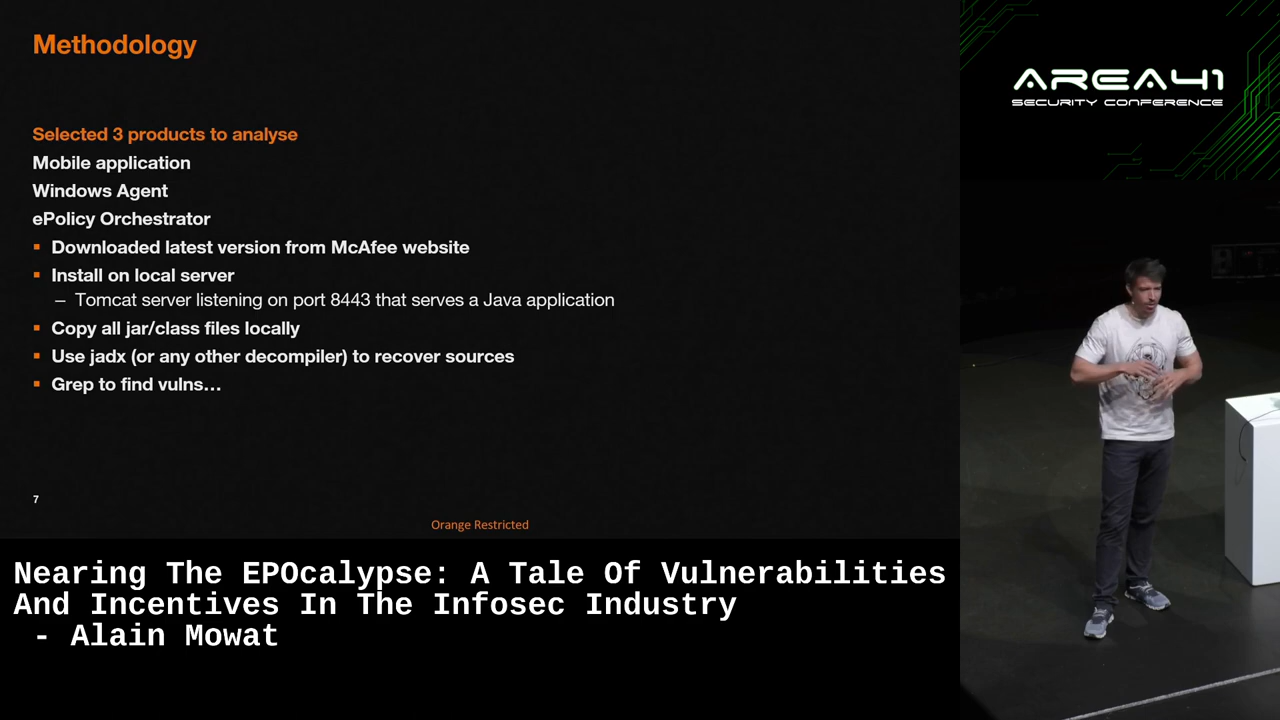 Methodology
Selected 3 products to analyse
Mobile application
Windows Agent
ePolicy Orchestrator
▪ Downloaded latest version from McAfee website
▪ Install on local server
– Tomcat server listening on port 8443 that serves a Java application
▪ Copy all jar/class files locally
▪ Use jadx (or any other decompiler) to recover sources
▪ Grep to find vulns…
7
Orange Restricted
AREA41
SECURITY CONFERENCE
Nearing The EPOcalypse: A Tale Of Vulnerabilities
And Incentives In The Infosec Industry
- Alain Mowat